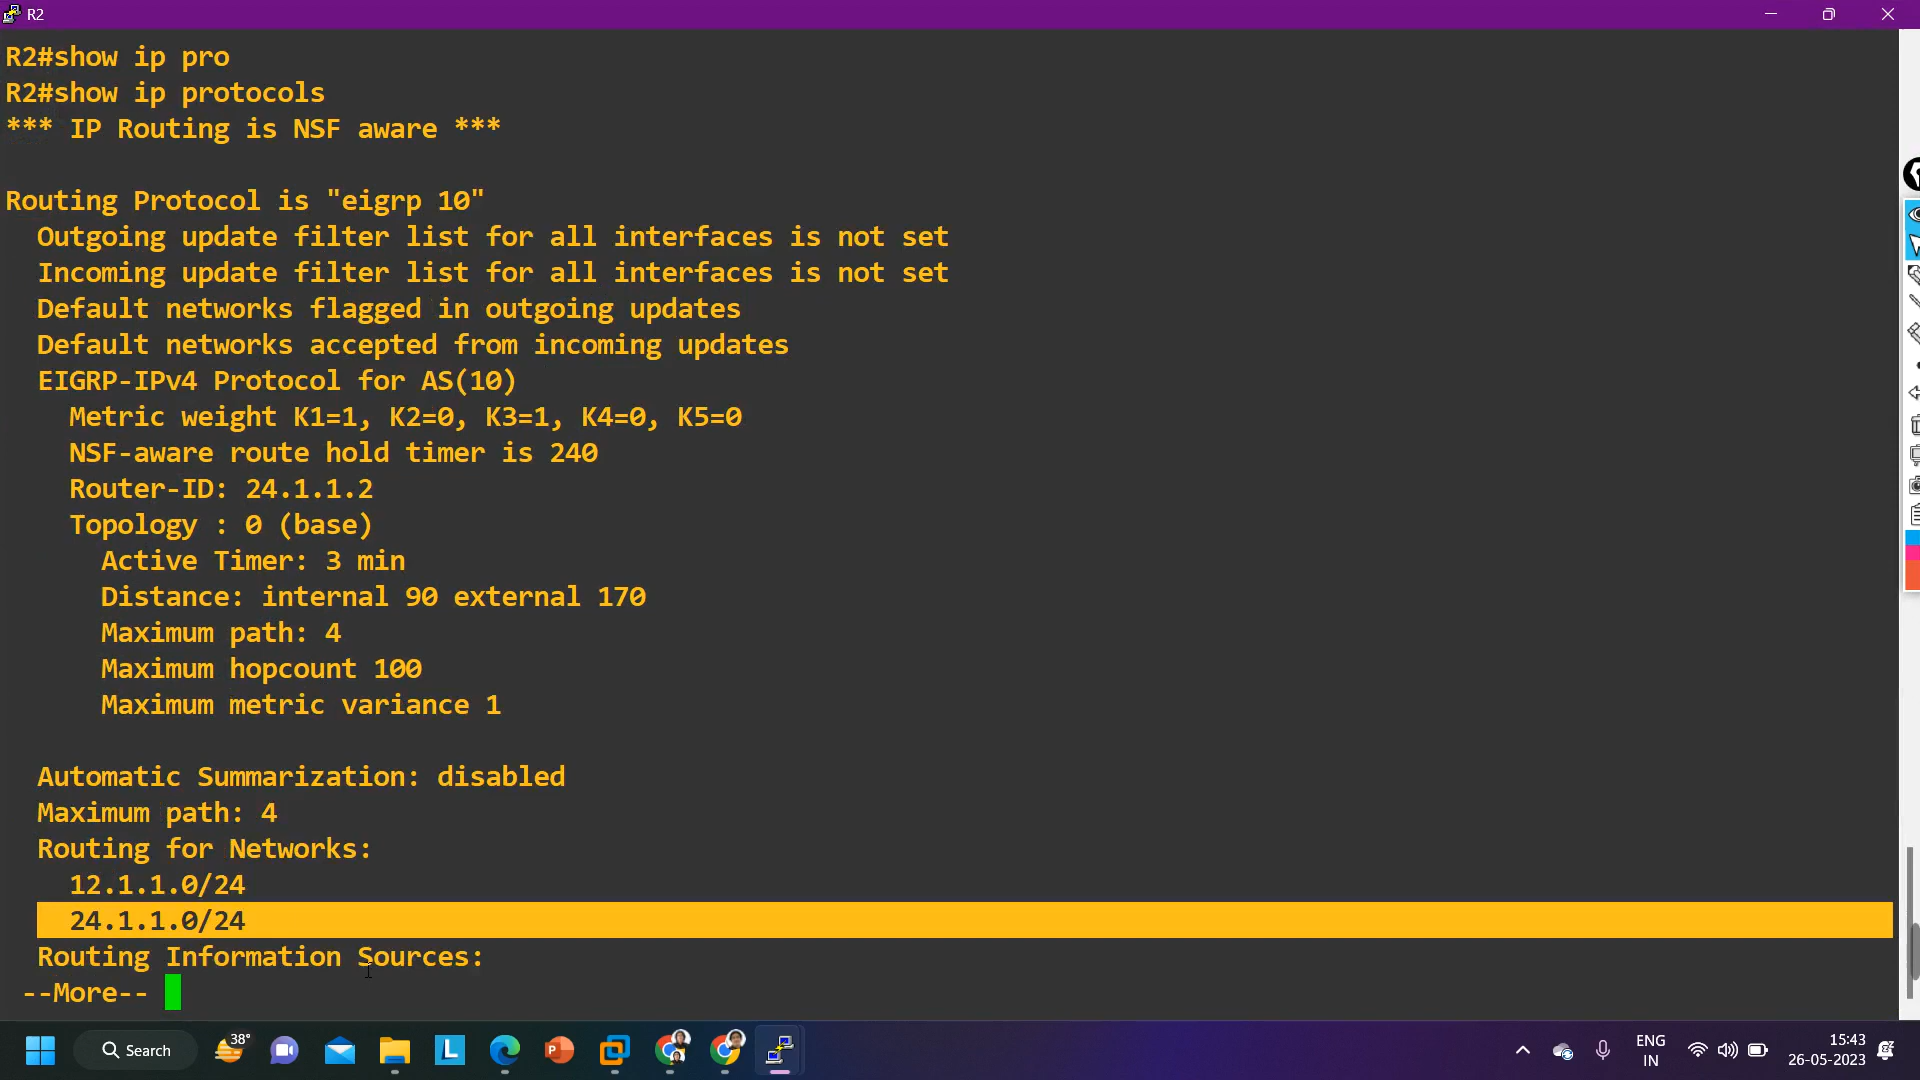 R2
R2#show ip pro
R2#show ip protocols
*** IP Routing is NSF aware ***
Routing Protocol is "eigrp 10"
Outgoing update filter list for all interfaces is not set
Incoming update filter list for all interfaces is not set
Default networks flagged in outgoing updates
Default networks accepted from incoming updates
EIGRP-IPv4 Protocol for AS(10)
Metric weight K1=1, K2=0, K3=1, K4=0, K5=0
NSF-aware route hold timer is 240
Router-ID: 24.1.1.2
Topology : 0 (base)
Active Timer: 3 min
Distance: internal 90 external 170
Maximum path: 4
Maximum hopcount 100
Maximum metric variance 1
Automatic Summarization: disabled
Maximum path: 4
Routing for Networks:
12.1.1.0/24
24.1.1.0/24
Routing Information Sources:
--More--
Search
38°
L
P
ENG
IN
15:43
26-05-2023